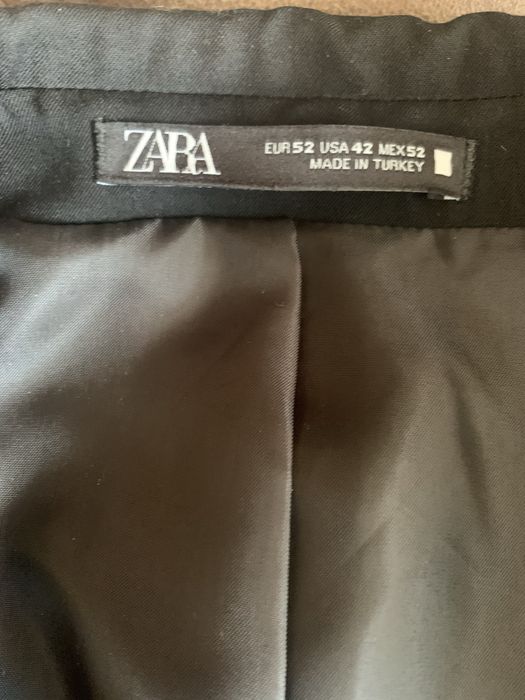 ZARA
EUR 52 USA 42 MEX 52
MADE IN TURKEY